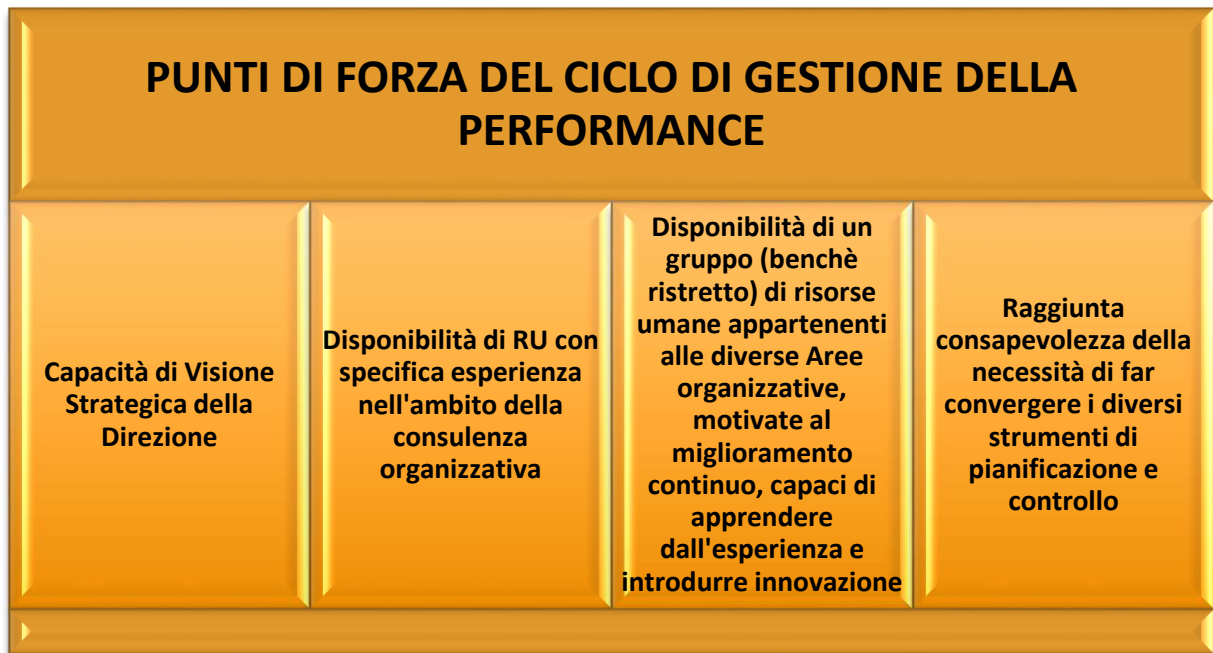 PUNTI DI FORZA DEL CICLO DI GESTIONE DELLA
PERFORMANCE
Capacità di Visione
Strategica della
Direzione
Disponibilità di RU con
specifica esperienza
nell'ambito della
consulenza
organizzativa
Disponibilità di un
gruppo (benchè
ristretto) di risorse
umane appartenenti
alle diverse Aree
organizzative,
motivate al
miglioramento
continuo, capaci di
apprendere
dall'esperienza e
introdurre innovazione
Raggiunta
consapevolezza della
necessità di far
convergere i diversi
strumenti di
pianificazione e
controllo